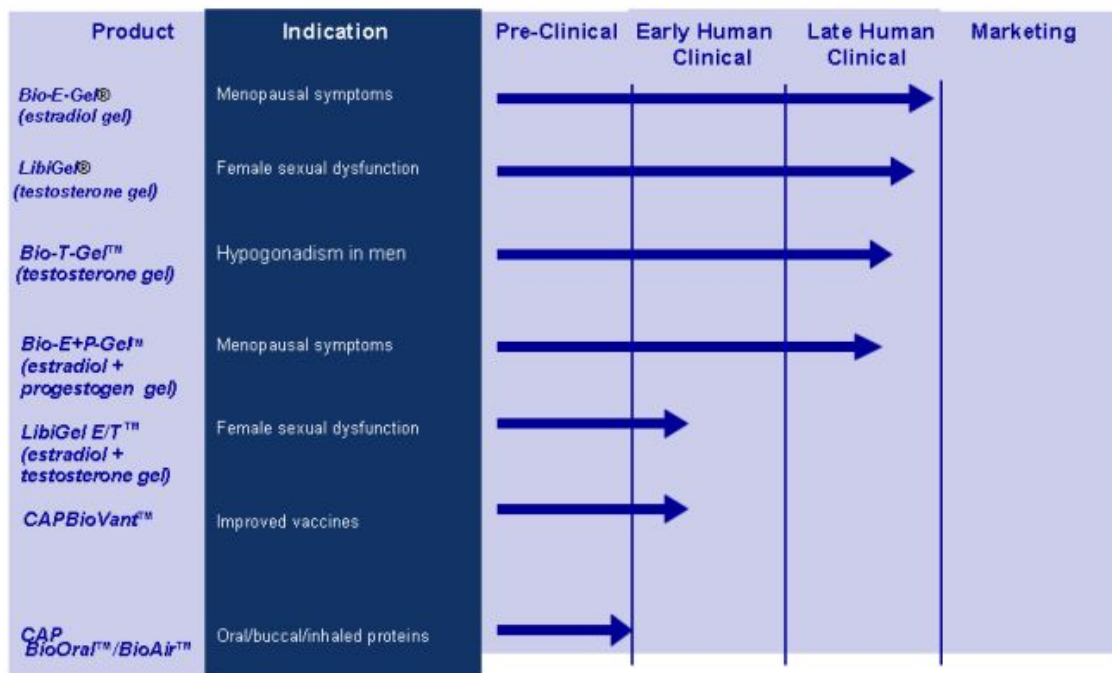 Product Indication Pre-Clinical Early Human Clinical Late Human Clinical Marketing
Bio-E-Gel® Menopausal symptoms
(estradiol gel)
LibiGel® Female sexual dysfunction
(testosterone gel)
Bio-T-Gel™ Hypogonadism in men
(testosterone gel)
Bio-E+P-Gel™ Menopausal symptoms
(estradiol +
progestogen gel)
LibiGel E/T™ Female sexual dysfunction
(estradiol +
testosterone gel)
CAPBioVant™ Improved vaccines
CAP
BioOral™/BioAir™ Oral/buccal/inhaled proteins